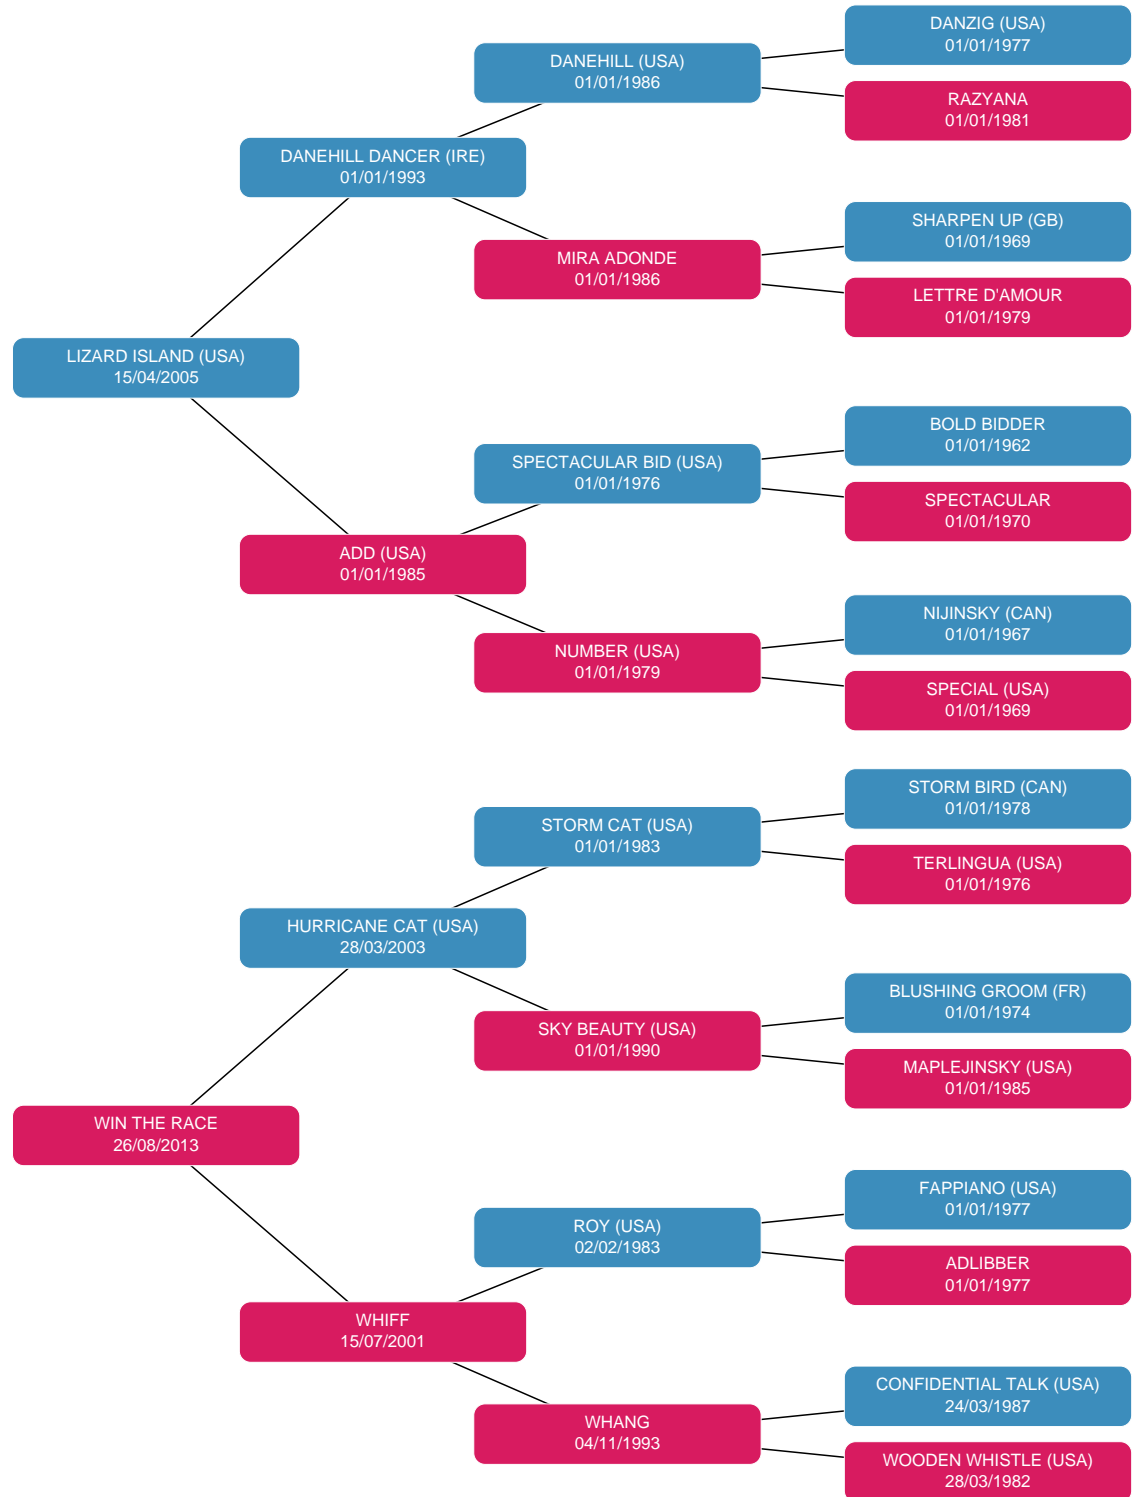 DANZIG (USA)
01/01/1977
DANEHILL (USA)
01/01/1986
RAZYANA
01/01/1981
DANEHILL DANCER (IRE)
01/01/1993
SHARPEN UP (GB)
01/01/1969
MIRA ADONDE
01/01/1986
LETTRE D'AMOUR
01/01/1979
LIZARD ISLAND (USA)
15/04/2005
BOLD BIDDER
01/01/1962
SPECTACULAR BID (USA)
01/01/1976
SPECTACULAR
01/01/1970
ADD (USA)
01/01/1985
NIJINSKY (CAN)
01/01/1967
NUMBER (USA)
01/01/1979
SPECIAL (USA)
01/01/1969
STORM BIRD (CAN)
01/01/1978
STORM CAT (USA)
01/01/1983
TERLINGUA (USA)
01/01/1976
HURRICANE CAT (USA)
28/03/2003
BLUSHING GROOM (FR)
01/01/1974
SKY BEAUTY (USA)
01/01/1990
MAPLEJINSKY (USA)
01/01/1985
WIN THE RACE
26/08/2013
FAPPIANO (USA)
01/01/1977
ROY (USA)
02/02/1983
ADLIBBER
01/01/1977
WHIFF
15/07/2001
CONFIDENTIAL TALK (USA)
24/03/1987
WHANG
04/11/1993
WOODEN WHISTLE (USA)
28/03/1982